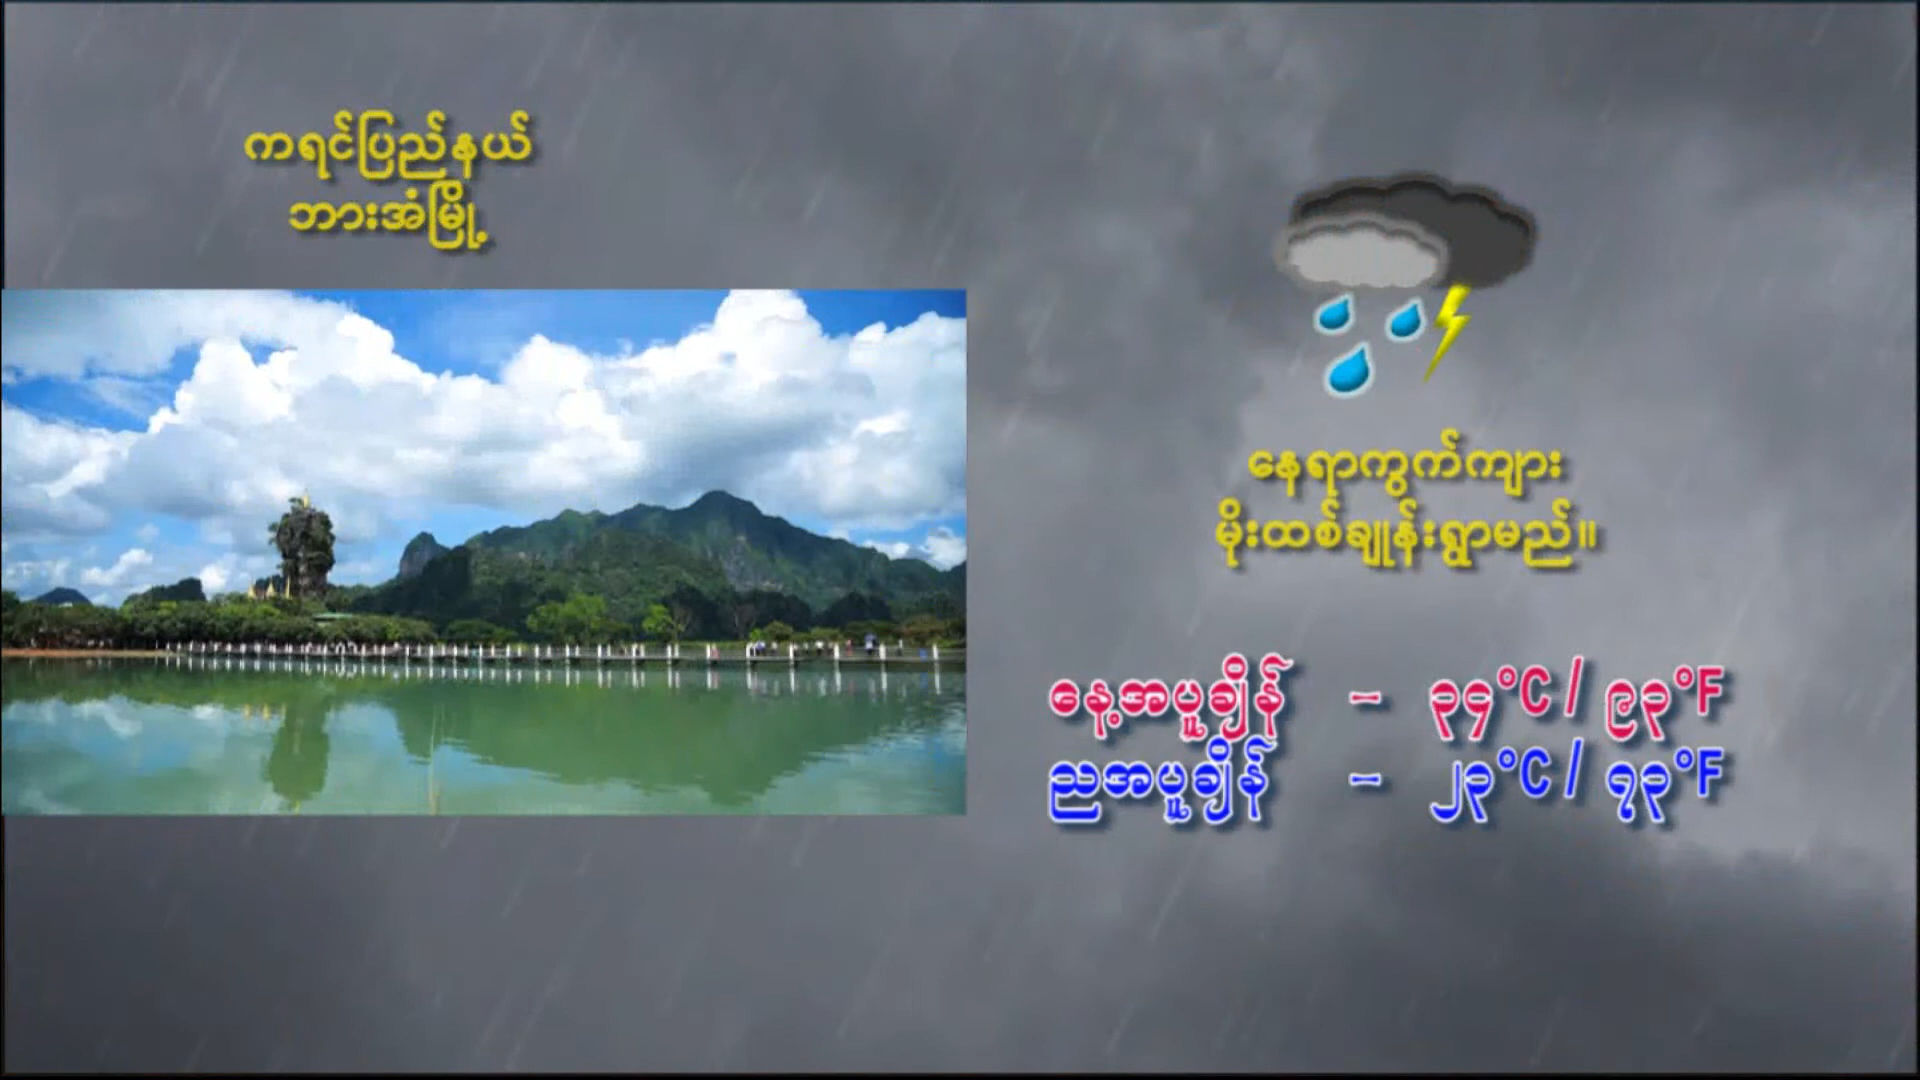 ကရင်ပြည်နယ်
ဘားအံမြို့
နေရာကွက်ကျား
မိုးထစ်ချုန်းရွာမည်။
နေ့အပူချိန် - ၃၄°C / ၉၃°F
ညအပူချိန် - ၂၃°C / ၇၃°F